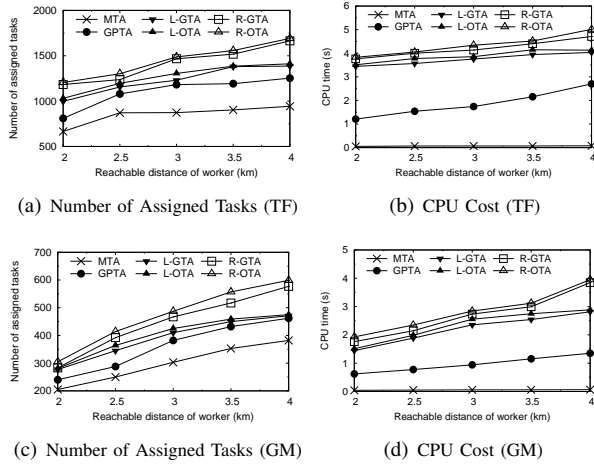 2000
1500
1000
500
Number of assigned tasks
MTA L-GTA R-GTA
GPTA L-OTA R-OTA
2 2.5 3 3.5 4
Reachable distance of worker (km)
(a) Number of Assigned Tasks (TF)
6
5
4
3
2
1
0
CPU time (s)
MTA L-GTA R-GTA
GPTA L-OTA R-OTA
2 2.5 3 3.5 4
Reachable distance of worker (km)
(b) CPU Cost (TF)
700
600
500
400
300
200
Number of assigned tasks
MTA L-GTA R-GTA
GPTA L-OTA R-OTA
2 2.5 3 3.5 4
Reachable distance of worker (km)
(c) Number of Assigned Tasks (GM)
5
4
3
2
1
0
CPU time (s)
MTA L-GTA R-GTA
GPTA L-OTA R-OTA
2 2.5 3 3.5 4
Reachable distance of worker (km)
(d) CPU Cost (GM)